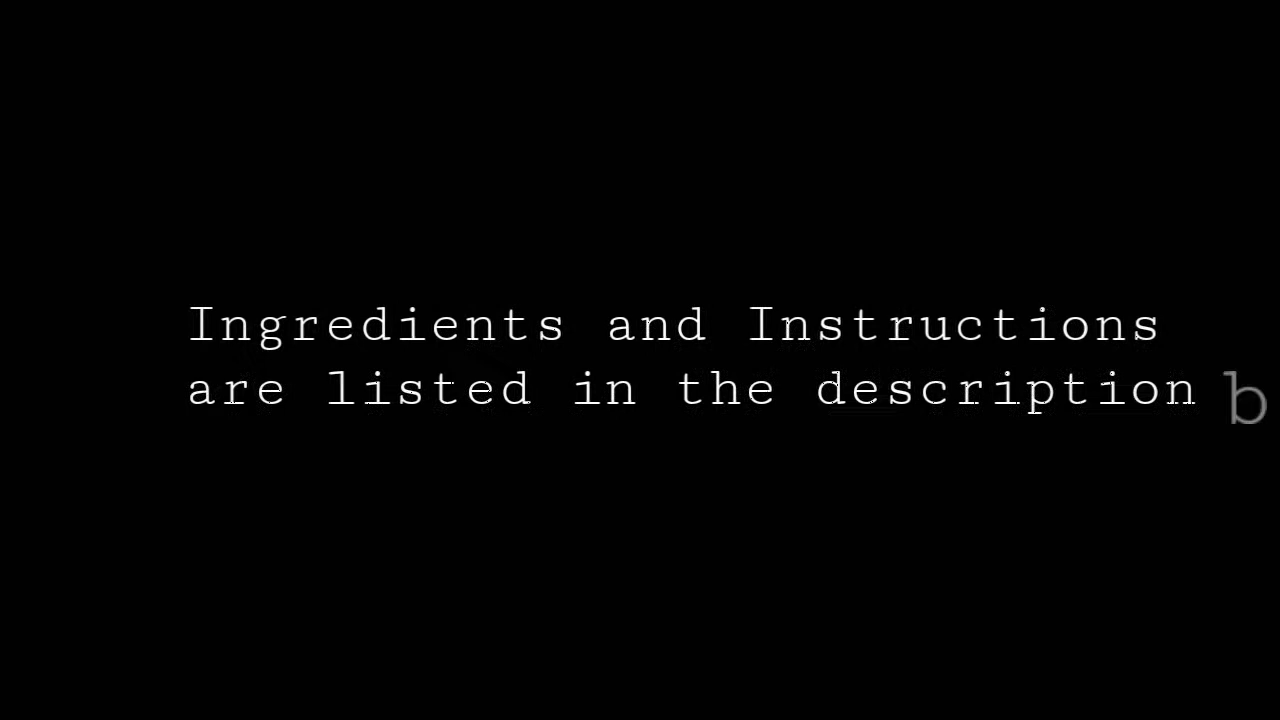 Ingredients and Instructions
are listed in the description b